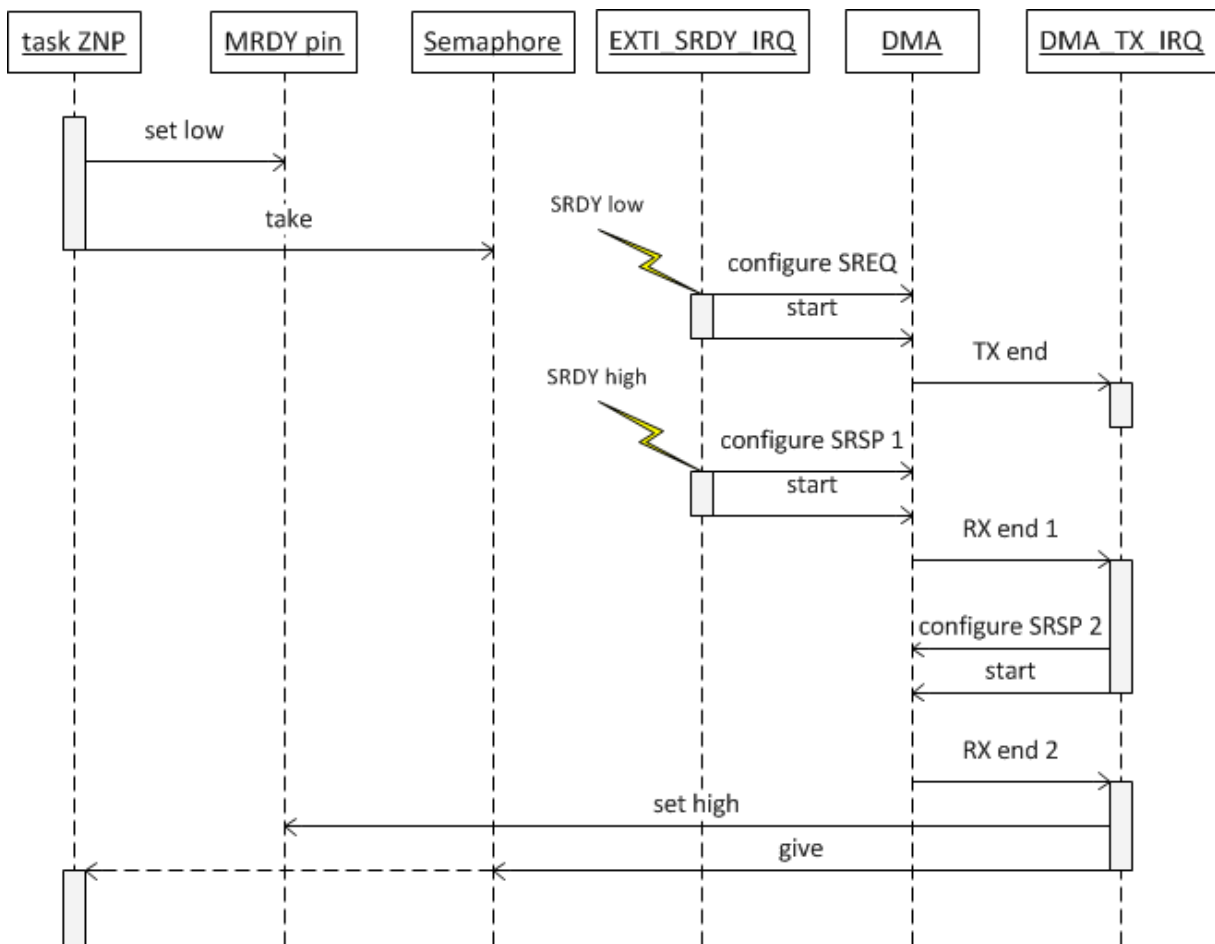 task ZNP
MRDY pin
Semaphore
EXTI_SRDY_IRQ
DMA
DMA_TX_IRQ
set low
take
SRDY low
configure SREQ
start
TX end
SRDY high
configure SRSP 1
start
RX end 1
configure SRSP 2
start
RX end 2
set high
give